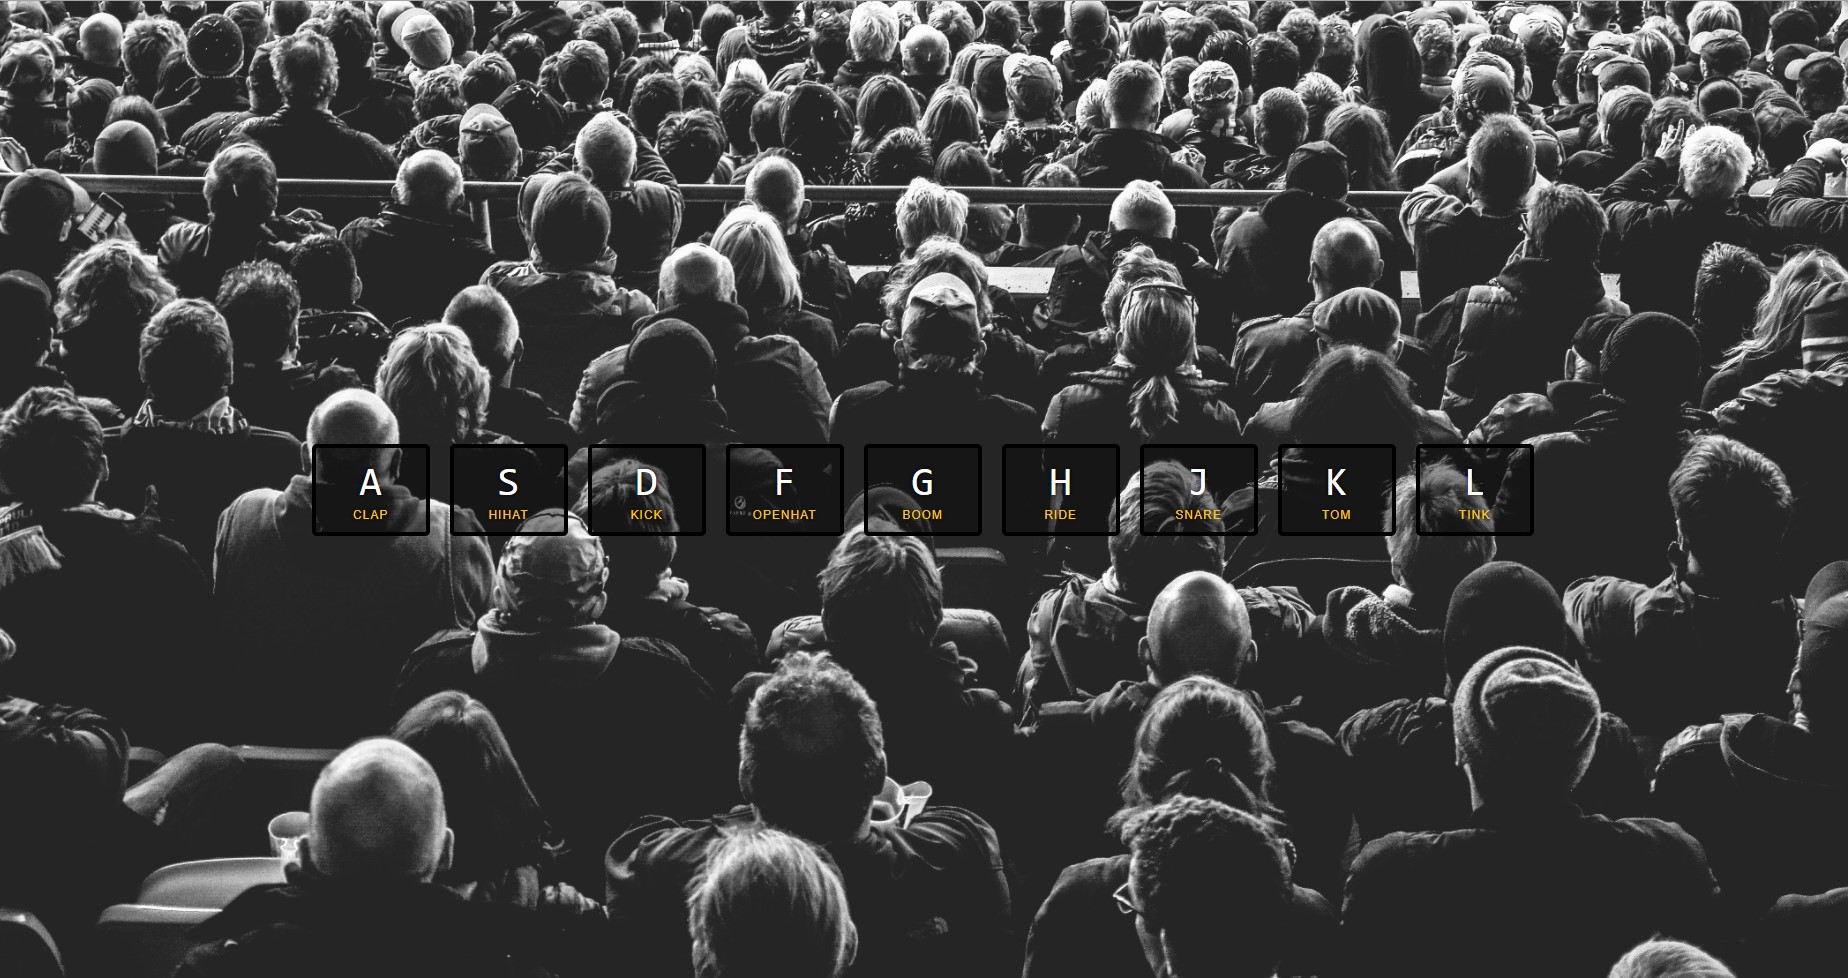 A S D F G H J K L
CLAP HIHAT KICK OPENHAT BOOM RIDE SNARE TOM TINK